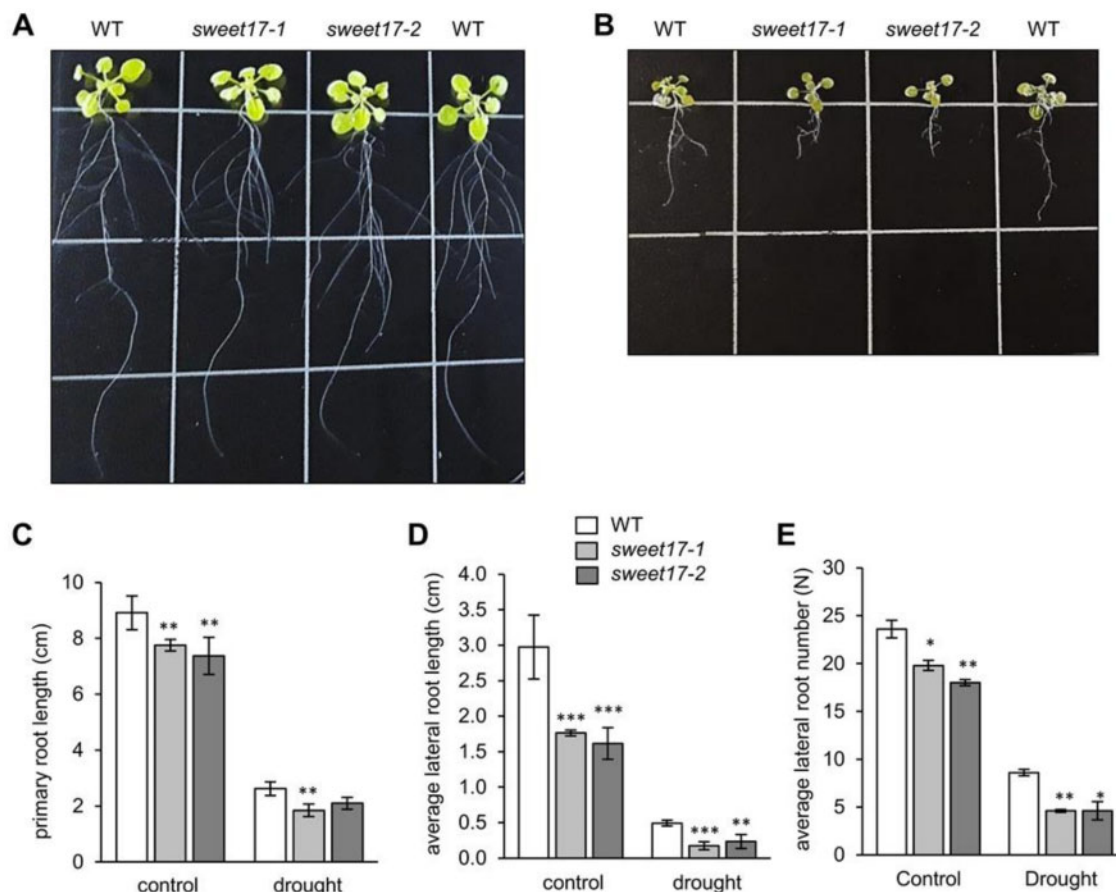 A
WT sweet17-1 sweet17-2 WT
B
WT sweet17-1 sweet17-2 WT
C
primary root length (cm)
10
8
6
4
2
0
** **
**
control drought
D
WT
sweet17-1
sweet17-2
average lateral root length (cm)
4.0
3.5
3.0
2.5
2.0
1.5
1.0
0.5
0.0
*** ***
*** **
control drought
E
average lateral root number (N)
30
25
20
15
10
5
0
* **
** *
Control Drought